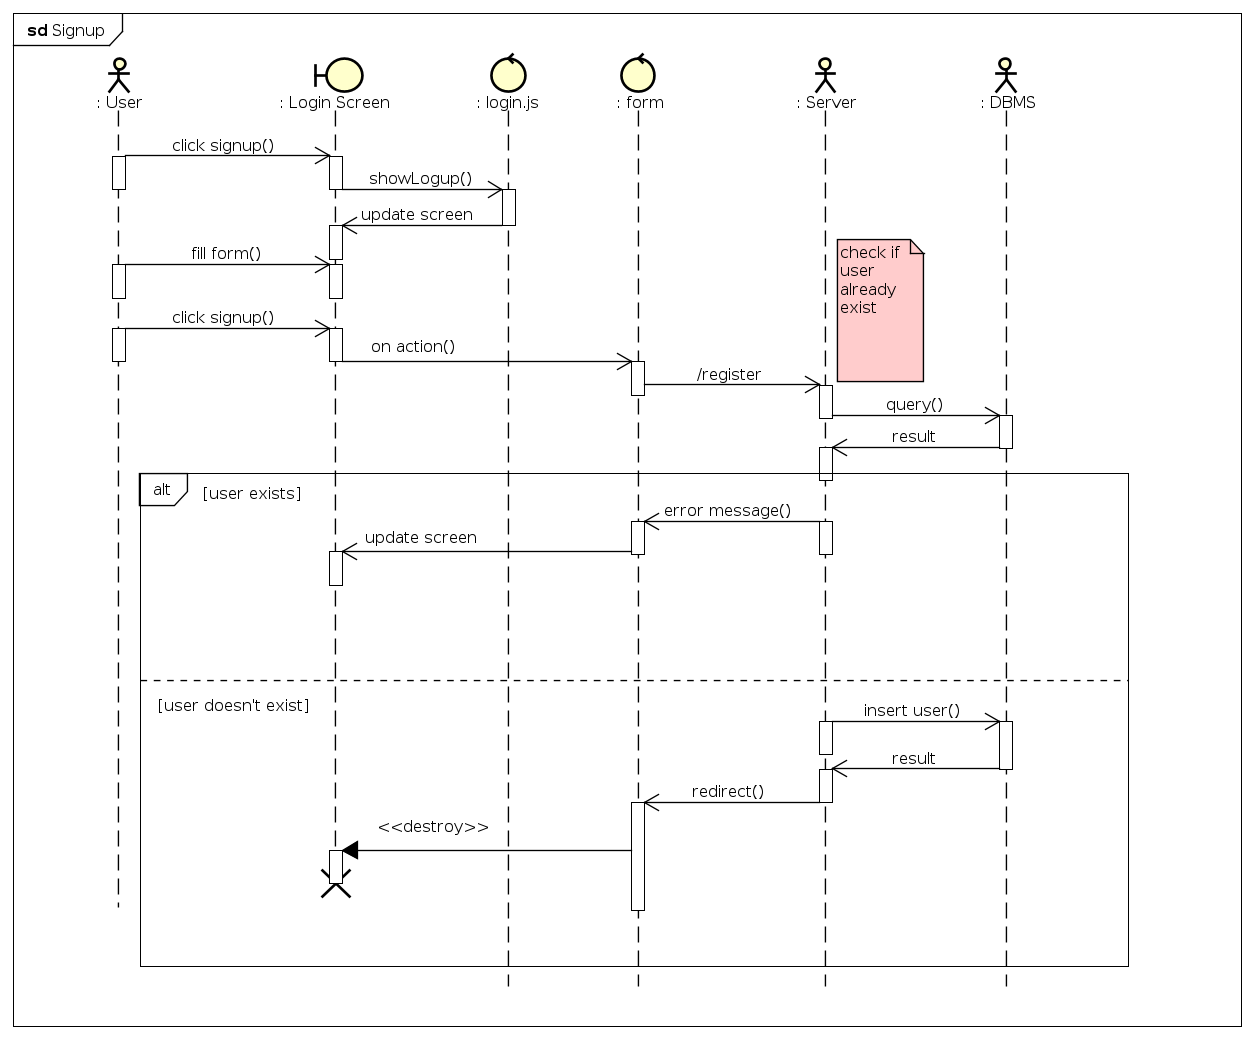 sd Signup
: User
: Login Screen
: login.js
: form
: Server
: DBMS
click signup()
showLogup()
update screen
fill form()
check if
user
already
exist
click signup()
on action()
/register
query()
result
alt
[user exists]
error message()
update screen
[user doesn't exist]
insert user()
result
redirect()
<<destroy>>